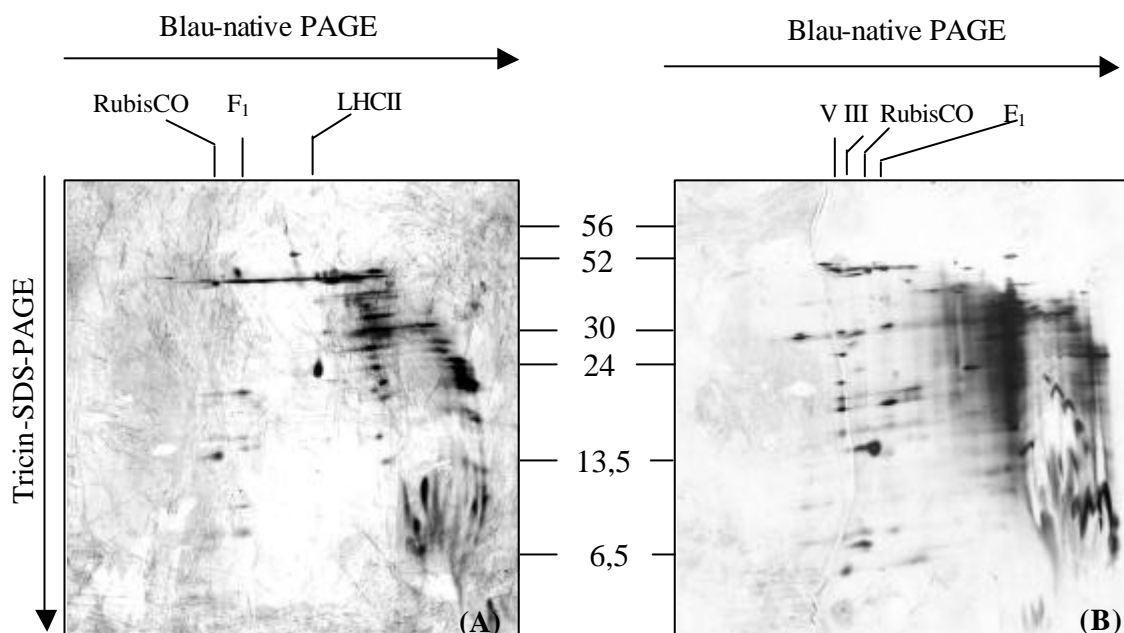 Blau-native PAGE
Blau-native PAGE
RubisCO F₁ LHCII
V III RubisCO F₁
Tricin-SDS-PAGE
56
52
30
24
13,5
6,5
(A)
(B)